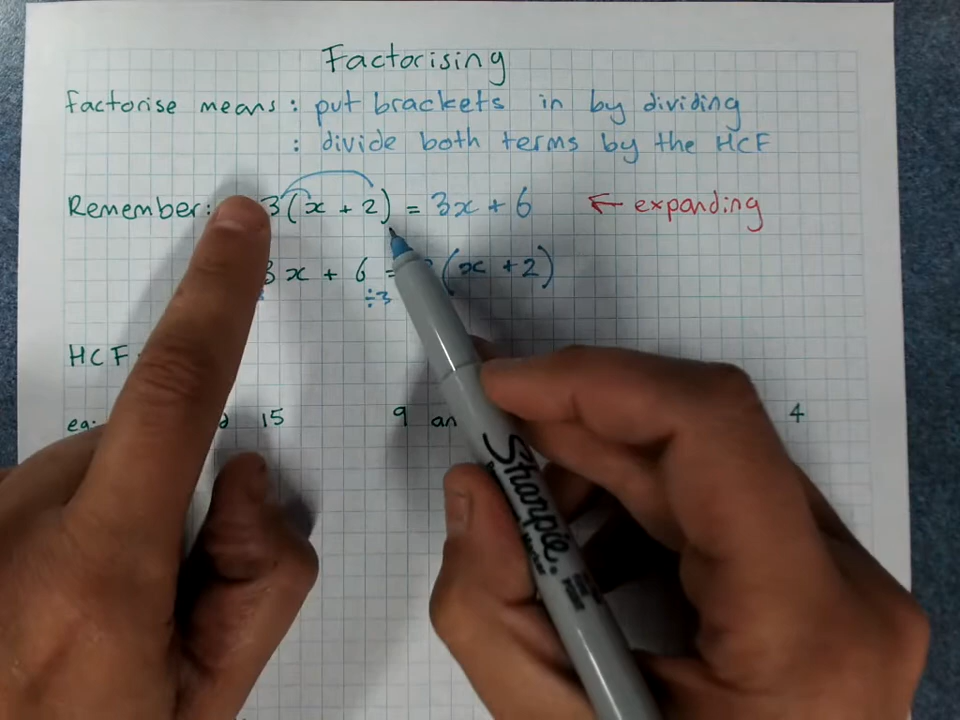 Factorising
Factorise means : put brackets in by dividing
: divide both terms by the HCF
Remember: 3(x + 2) = 3x + 6 ← expanding
3x + 6 = (x + 2)
÷3
HCF
eg: 15 9 4
Sharpie.